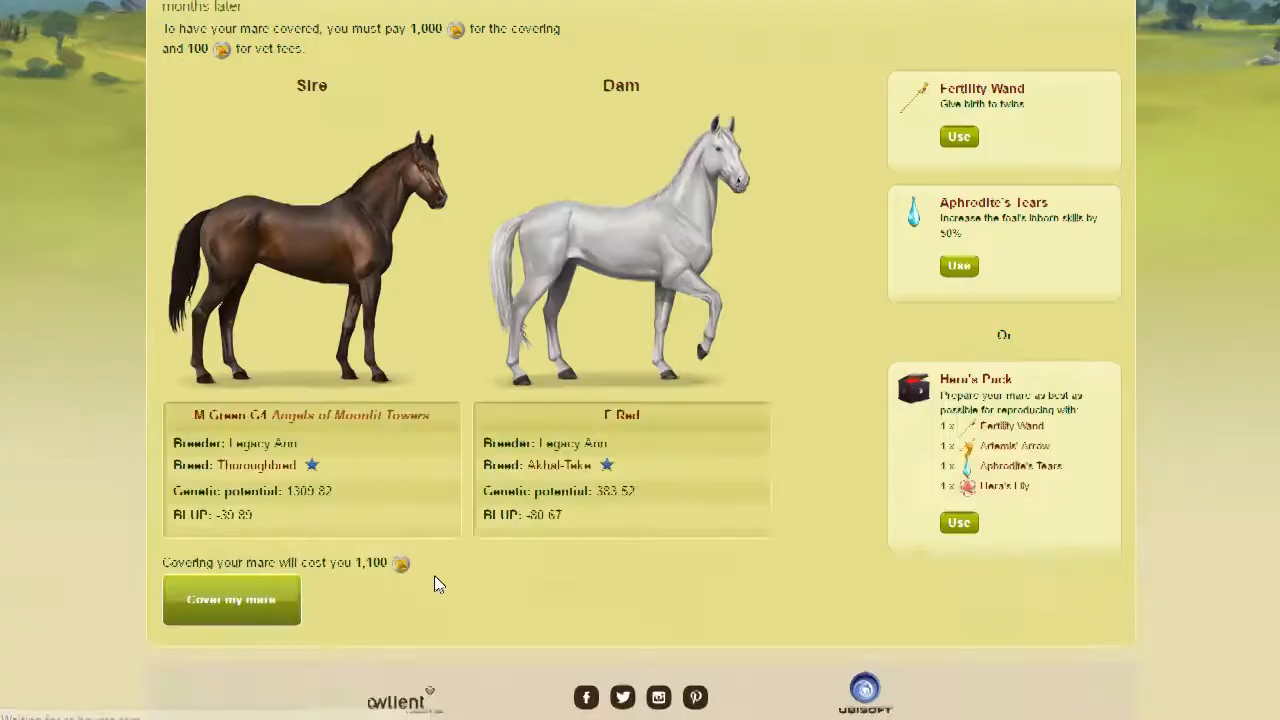 months later
To have your mare covered, you must pay 1,000 for the covering
and 100 for vet fees.
Sire
Dam
M Green G4 Angels of Moonlit Towers
Breeder: Legacy Ann
Breed: Thoroughbred
Genetic potential: 1309.82
BLUP: -39.89
F Red
Breeder: Legacy Ann
Breed: Akhal-Teke
Genetic potential: 383.52
BLUP: -80.67
Covering your mare will cost you 1,100
Cover my mare
Fertility Wand
Give birth to twins
Use
Aphrodite's Tears
Increase the foal's inborn skills by
50%
Use
Or
Hera's Pack
Prepare your mare as best as
possible for reproducing with:
1 x Fertility Wand
1 x Artemis' Arrow
1 x Aphrodite's Tears
1 x Hera's Lily
Use
owlient
UBISOFT